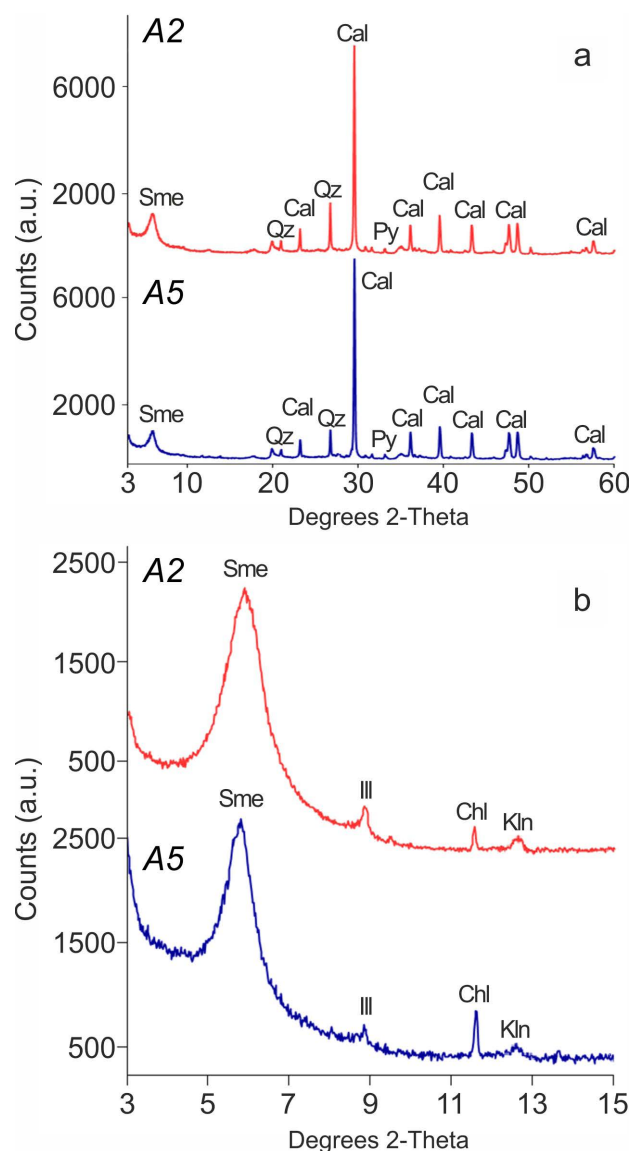 A2
Cal
a
6000
2000
Sme
Qz
Cal
Qz
Py
Cal
Cal
Cal
Cal
Cal
A5
6000
2000
Cal
Sme
Qz
Cal
Qz
Py
Cal
Cal
Cal
Cal
Cal
Counts (a.u.)
3 10 20 30 40 50 60
Degrees 2-Theta
2500
A2
Sme
b
1500
500
Ill
Chl
Kln
Sme
2500
A5
1500
500
Ill
Chl
Kln
Counts (a.u.)
3 5 7 9 11 13 15
Degrees 2-Theta